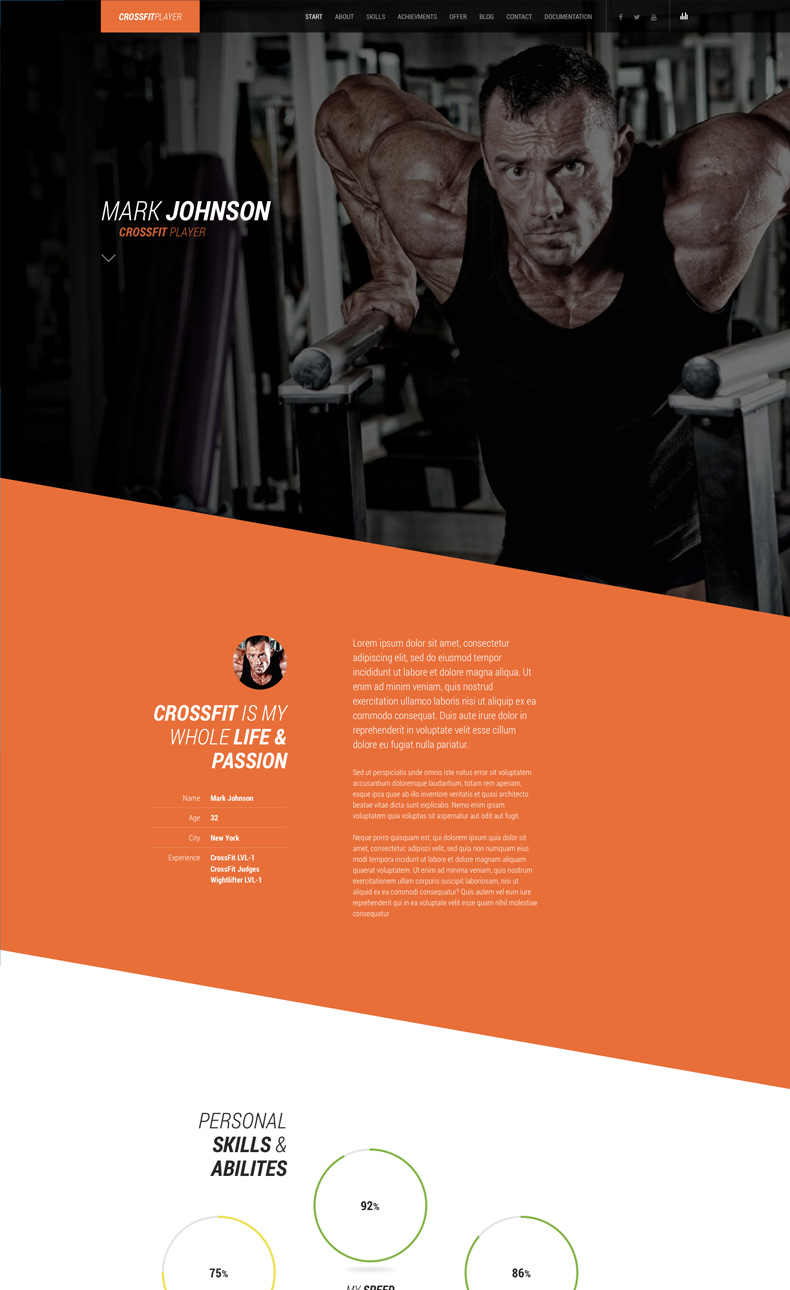 CROSSFITPLAYER
START ABOUT SKILLS ACHIEVMENTS OFFER BLOG CONTACT DOCUMENTATION
MARK JOHNSON
CROSSFIT PLAYER
CROSSFIT IS MY
WHOLE LIFE &
PASSION
Name Mark Johnson
Age 32
City New York
Experience CrossFit LVL-1
CrossFit Judges
Wightlifter LVL-1
Lorem ipsum dolor sit amet, consectetur
adipiscing elit, sed do eiusmod tempor
incididunt ut labore et dolore magna aliqua. Ut
enim ad minim veniam, quis nostrud
exercitation ullamco laboris nisi ut aliquip ex ea
commodo consequat. Duis aute irure dolor in
reprehenderit in voluptate velit esse cillum
dolore eu fugiat nulla pariatur.
Sed ut perspiciatis unde omnis iste natus error sit voluptatem
accusantium doloremque laudantium, totam rem aperiam,
eaque ipsa quae ab illo inventore veritatis et quasi architecto
beatae vitae dicta sunt explicabo. Nemo enim ipsam
voluptatem quia voluptas sit aspernatur aut odit aut fugit.
Neque porro quisquam est, qui dolorem ipsum quia dolor sit
amet, consectetur, adipisci velit, sed quia non numquam eius
modi tempora incidunt ut labore et dolore magnam aliquam
quaerat voluptatem. Ut enim ad minima veniam, quis nostrum
exercitationem ullam corporis suscipit laboriosam, nisi ut
aliquid ex ea commodi consequatur? Quis autem vel eum iure
reprehenderit qui in ea voluptate velit esse quam nihil molestiae
consequatur
PERSONAL
SKILLS &
ABILITES
92%
75%
86%
MY SPEED